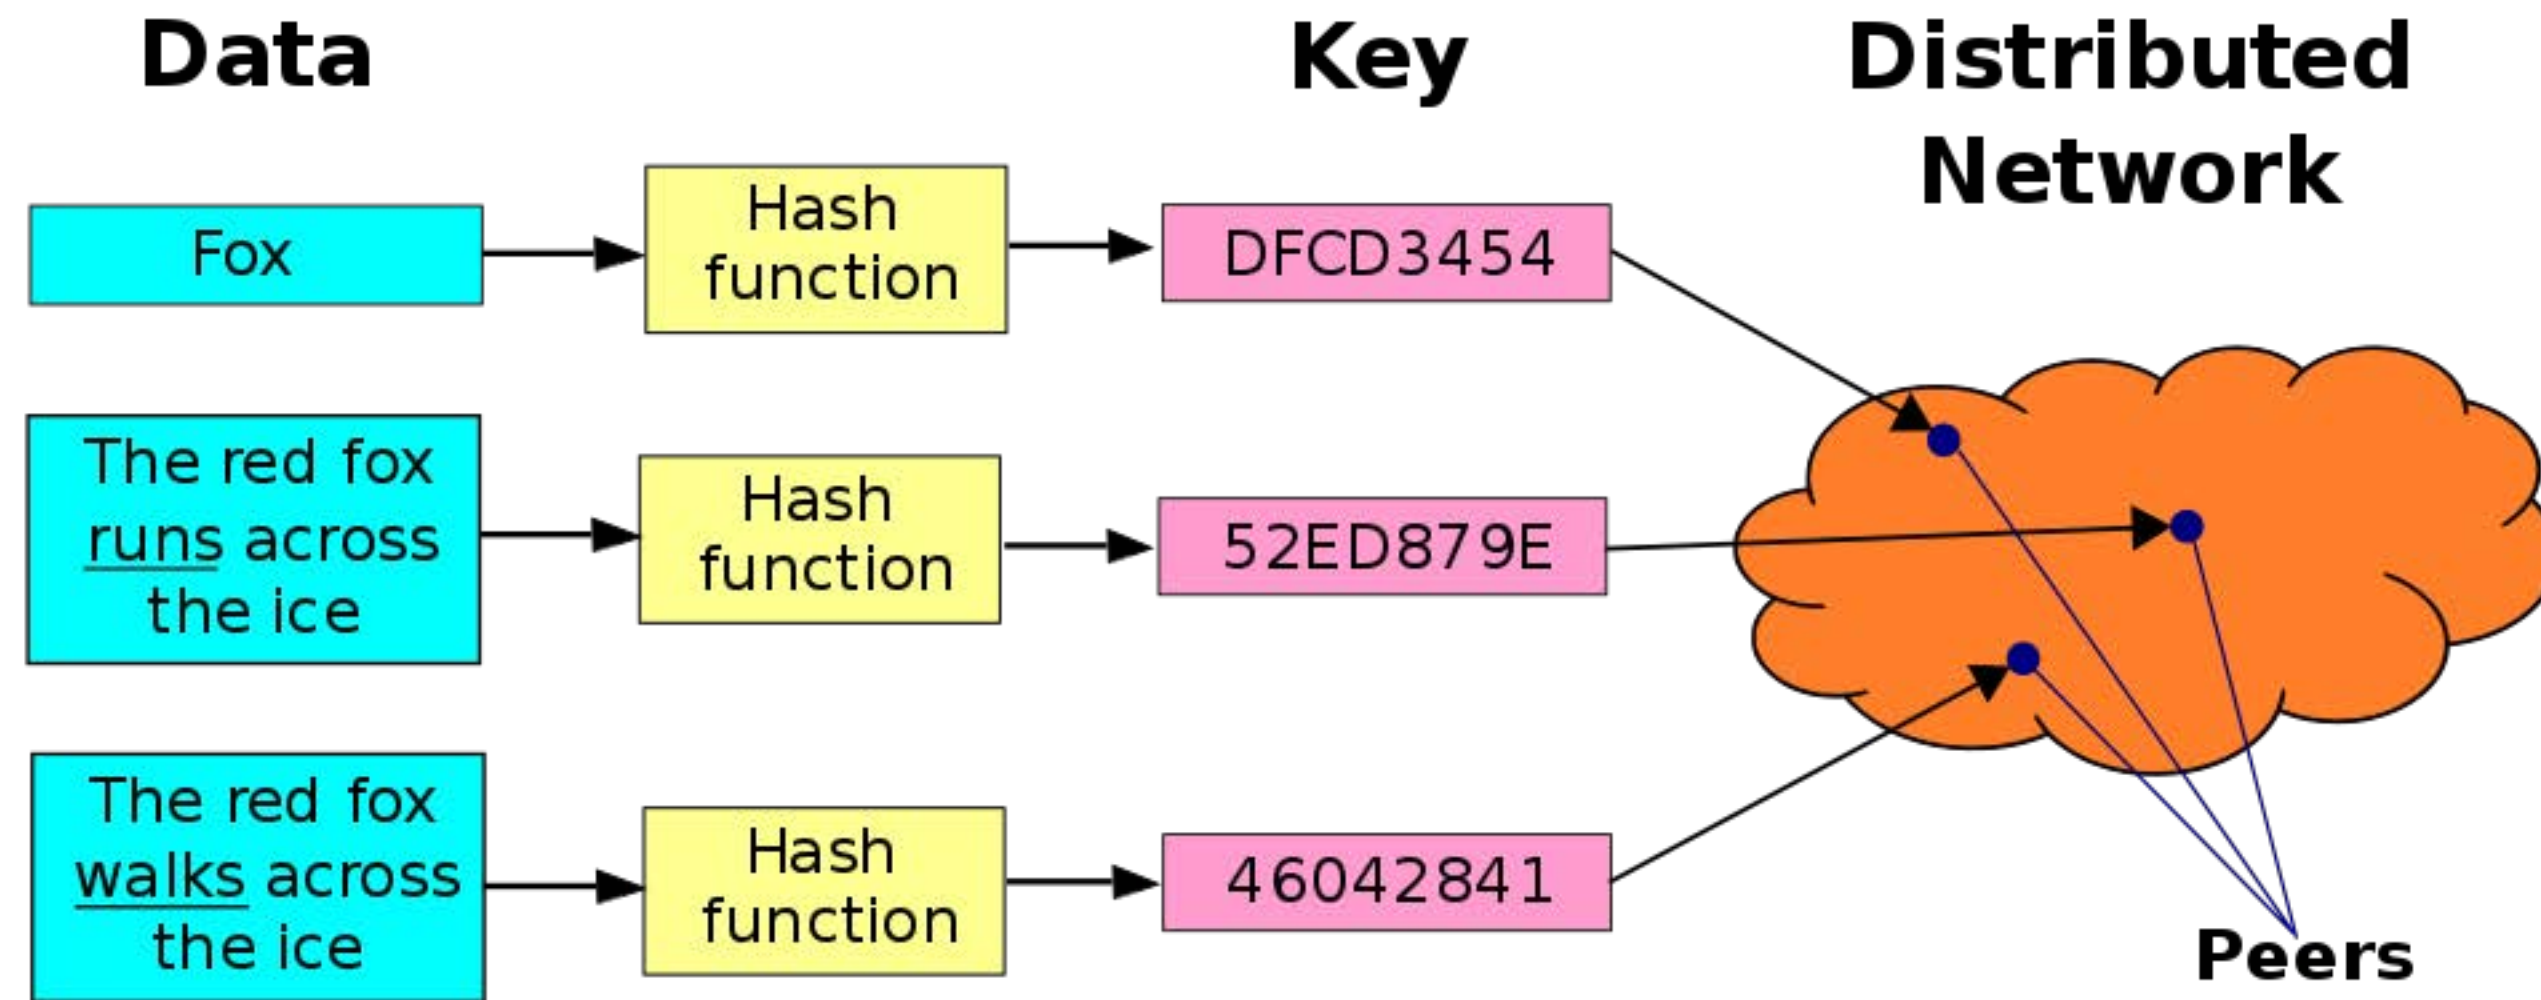 Data
Key
Distributed
Network
Fox
Hash
function
DFCD3454
The red fox
runs across
the ice
Hash
function
52ED879E
The red fox
walks across
the ice
Hash
function
46042841
Peers